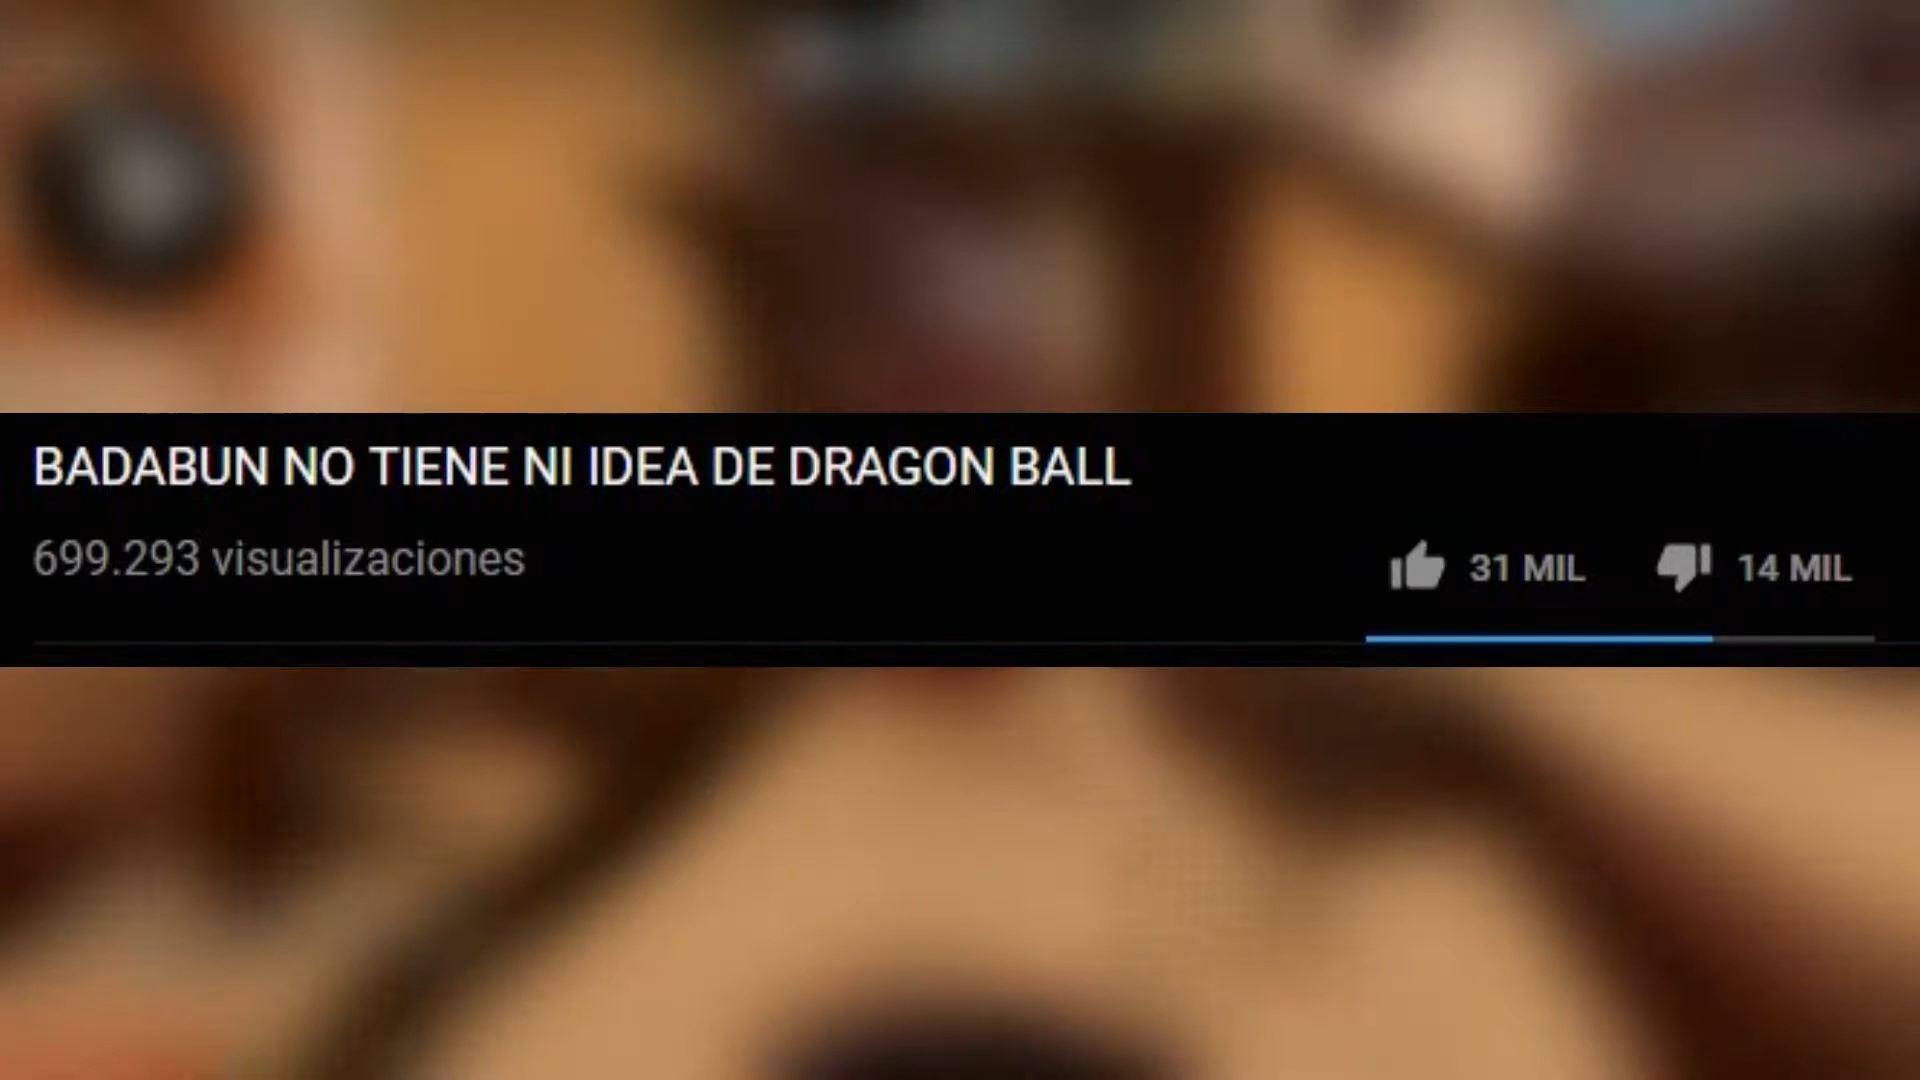 BADABUN NO TIENE NI IDEA DE DRAGON BALL
699.293 visualizaciones
31 MIL 14 MIL